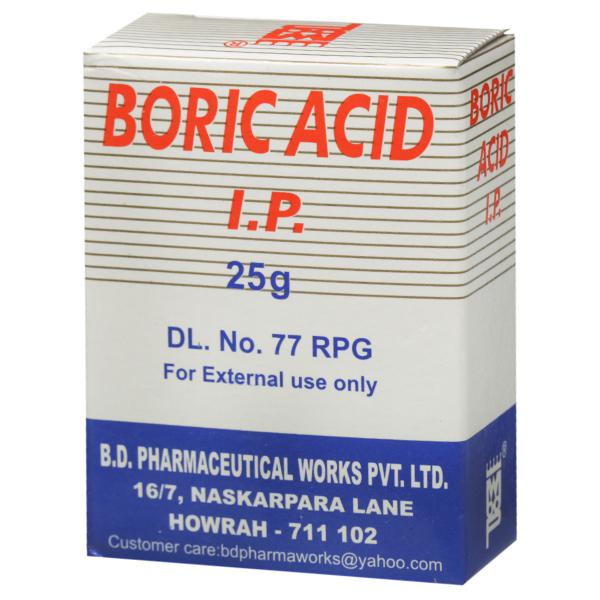 BORIC ACID
I.P.
25g
DL. No. 77 RPG
For External use only
B.D. PHARMACEUTICAL WORKS PVT. LTD.
16/7, NASKARPARA LANE
HOWRAH - 711 102
Customer care:bdpharmaworks@yahoo.com
BORIC
ACID
I.P.
®
®